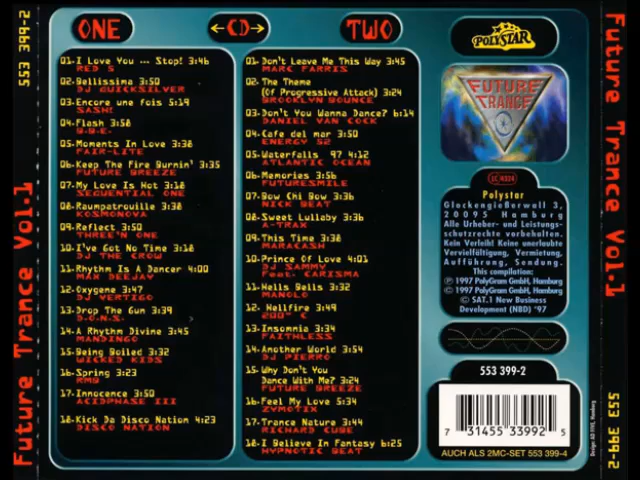 ONE
←CD→
TWO
01.I Love You ... Stop! 3:46
RED 5
02.Bellissima 3:50
DJ QUICKSILVER
03.Encore une fois 5:19
SASH!
04.Flash 3:58
B.B.E.
05.Moments In Love 3:38
FAIR-LITE
06.Keep The Fire Burnin' 3:35
FUTURE BREEZE
07.My Love Is Hot 3:18
SEQUENTIAL ONE
08.Raumpatrouille 3:38
KOSMONOVA
09.Reflect 3:50
THREE'N ONE
10.I've Got No Time 3:18
DJ THE CROW
11.Rhythm Is A Dancer 4:00
MAX DEEJAY
12.Oxygene 3:47
DJ VERTIGO
13.Drop The Gun 3:39
D.O.N.S.
14.A Rhythm Divine 3:45
MANDINGO
15.Being Boiled 3:32
WICKED KIDS
16.Spring 3:23
RMB
17.Innocence 3:50
ACIDPHASE III
18.Kick Da Disco Nation 4:23
DISCO NATION
01.Don't Leave Me This Way 3:45
MARC FARRIS
02.The Theme
(Of Progressive Attack) 3:24
BROOKLYN BOUNCE
03.Don't You Wanna Dance? 6:14
DANIEL VAN COCK
04.Cafe del mar 3:50
ENERGY 52
05.Waterfalls '97 4:12
ATLANTIC OCEAN
06.Memories 3:56
FUTURESMILE
07.Bow Chi Bow 3:36
NICK BEAT
08.Sweet Lullaby 3:36
A-TRAX
09.This Time 3:38
MARACASH
10.Prince Of Love 4:01
DJ SAMMY
Feat. CARISMA
11.Hells Bells 3:32
MANOLO
12. Hellfire 3:49
200° C
13.Insomnia 3:34
FAITHLESS
14.Another World 3:54
DJ PIERRO
15.Why Don't You
Dance With Me? 3:24
FUTURE BREEZE
16.Feel My Love 5:34
ZYMOTIX
17.Trance Nature 3:44
RICHARD CUBE
18.I Believe In Fantasy 6:25
HYPNOTIC BEAT
POLYSTAR
FUTURE
TRANCE
LC 4324
Polystar
Glockengießerwall 3,
20095 Hamburg
Alle Urheber- und Leistungs-
schutzrechte vorbehalten.
Kein Verleih! Keine unerlaubte
Vervielfältigung, Vermietung,
Aufführung, Sendung.
This compilation:
℗ 1997 PolyGram GmbH, Hamburg
© 1997 PolyGram GmbH, Hamburg
© SAT.1 New Business
Development (NBD) '97
553 399-2
7 31455 33992 5
AUCH ALS 2MC-SET 553 399-4
Future Trance Vol.1
553 399-2
Future Trance Vol.1
553 399-2